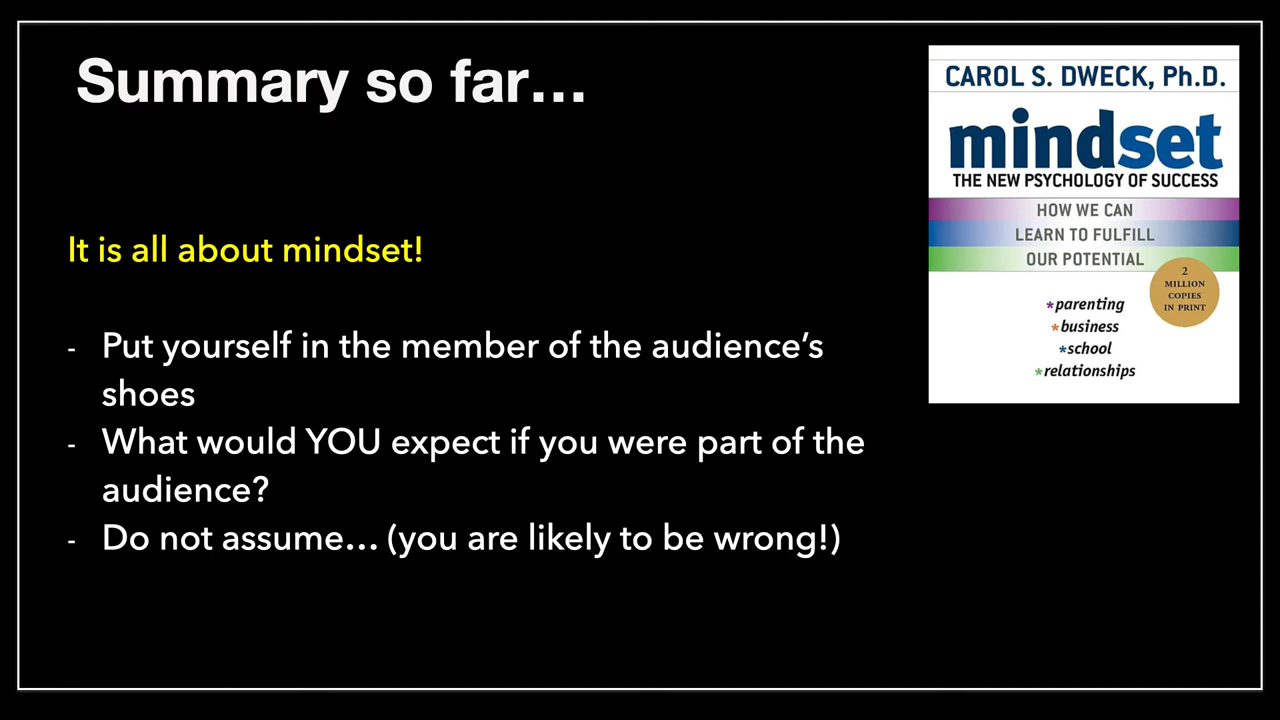 Summary so far…
It is all about mindset!
- Put yourself in the member of the audience’s
shoes
- What would YOU expect if you were part of the
audience?
- Do not assume… (you are likely to be wrong!)
CAROL S. DWECK, Ph.D.
mindset
THE NEW PSYCHOLOGY OF SUCCESS
HOW WE CAN
LEARN TO FULFILL
OUR POTENTIAL
2
MILLION
COPIES
IN PRINT
*parenting
*business
*school
*relationships